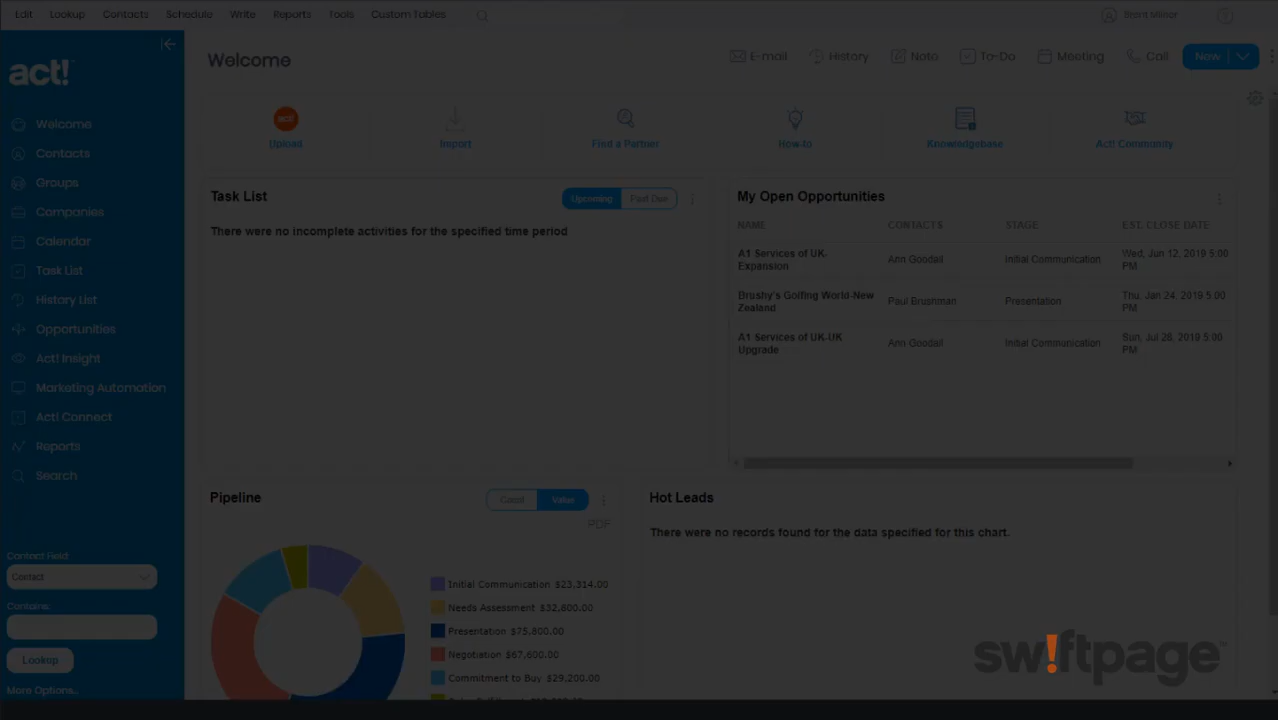 Edit Lookup Contacts Schedule Write Reports Tools Custom Tables
act!
Welcome
E-mail History Note To-Do Meeting Call New
Welcome
Contacts
Groups
Companies
Calendar
Task List
History List
Opportunities
Act! Insight
Marketing Automation
Act! Connect
Reports
Search
Contact Field:
Contact
Contains:
Lookup
More Options...
act!
Upload Import Find a Partner How-to Knowledgebase Act! Community
Task List Upcoming Past Due
There were no incomplete activities for the specified time period
My Open Opportunities
NAME CONTACTS STAGE EST. CLOSE DATE
A1 Services of UK-
Expansion
Ann Goodall
Initial Communication
Wed, Jun 12, 2019 5:00
PM
Brushy's Golfing World-New
Zealand
Paul Brushman
Presentation
Thu, Jan 24, 2019 5:00
PM
A1 Services of UK-UK
Upgrade
Ann Goodall
Initial Communication
Sun, Jul 28, 2019 5:00
PM
Pipeline Count Value
PDF
Initial Communication $23,314.00
Needs Assessment $32,800.00
Presentation $75,800.00
Negotiation $67,600.00
Commitment to Buy $29,200.00
Hot Leads
There were no records found for the data specified for this chart.
sw!ftpage™